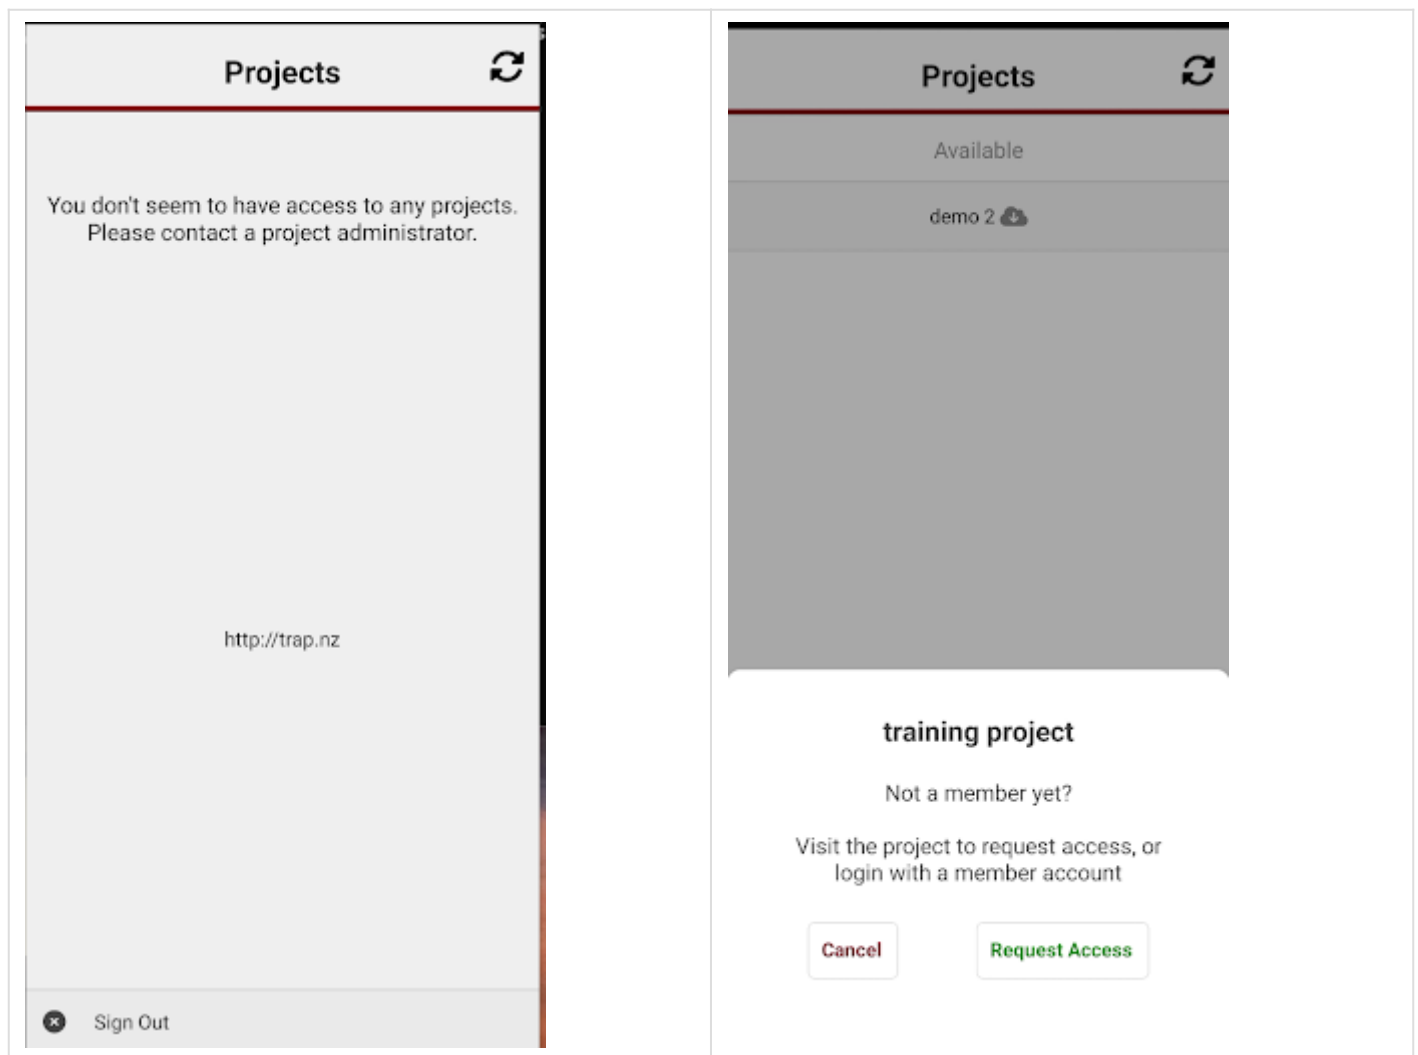 Projects
You don't seem to have access to any projects.
Please contact a project administrator.
http://trap.nz
Sign Out
Projects
Available
demo 2
training project
Not a member yet?
Visit the project to request access, or
login with a member account
Cancel
Request Access